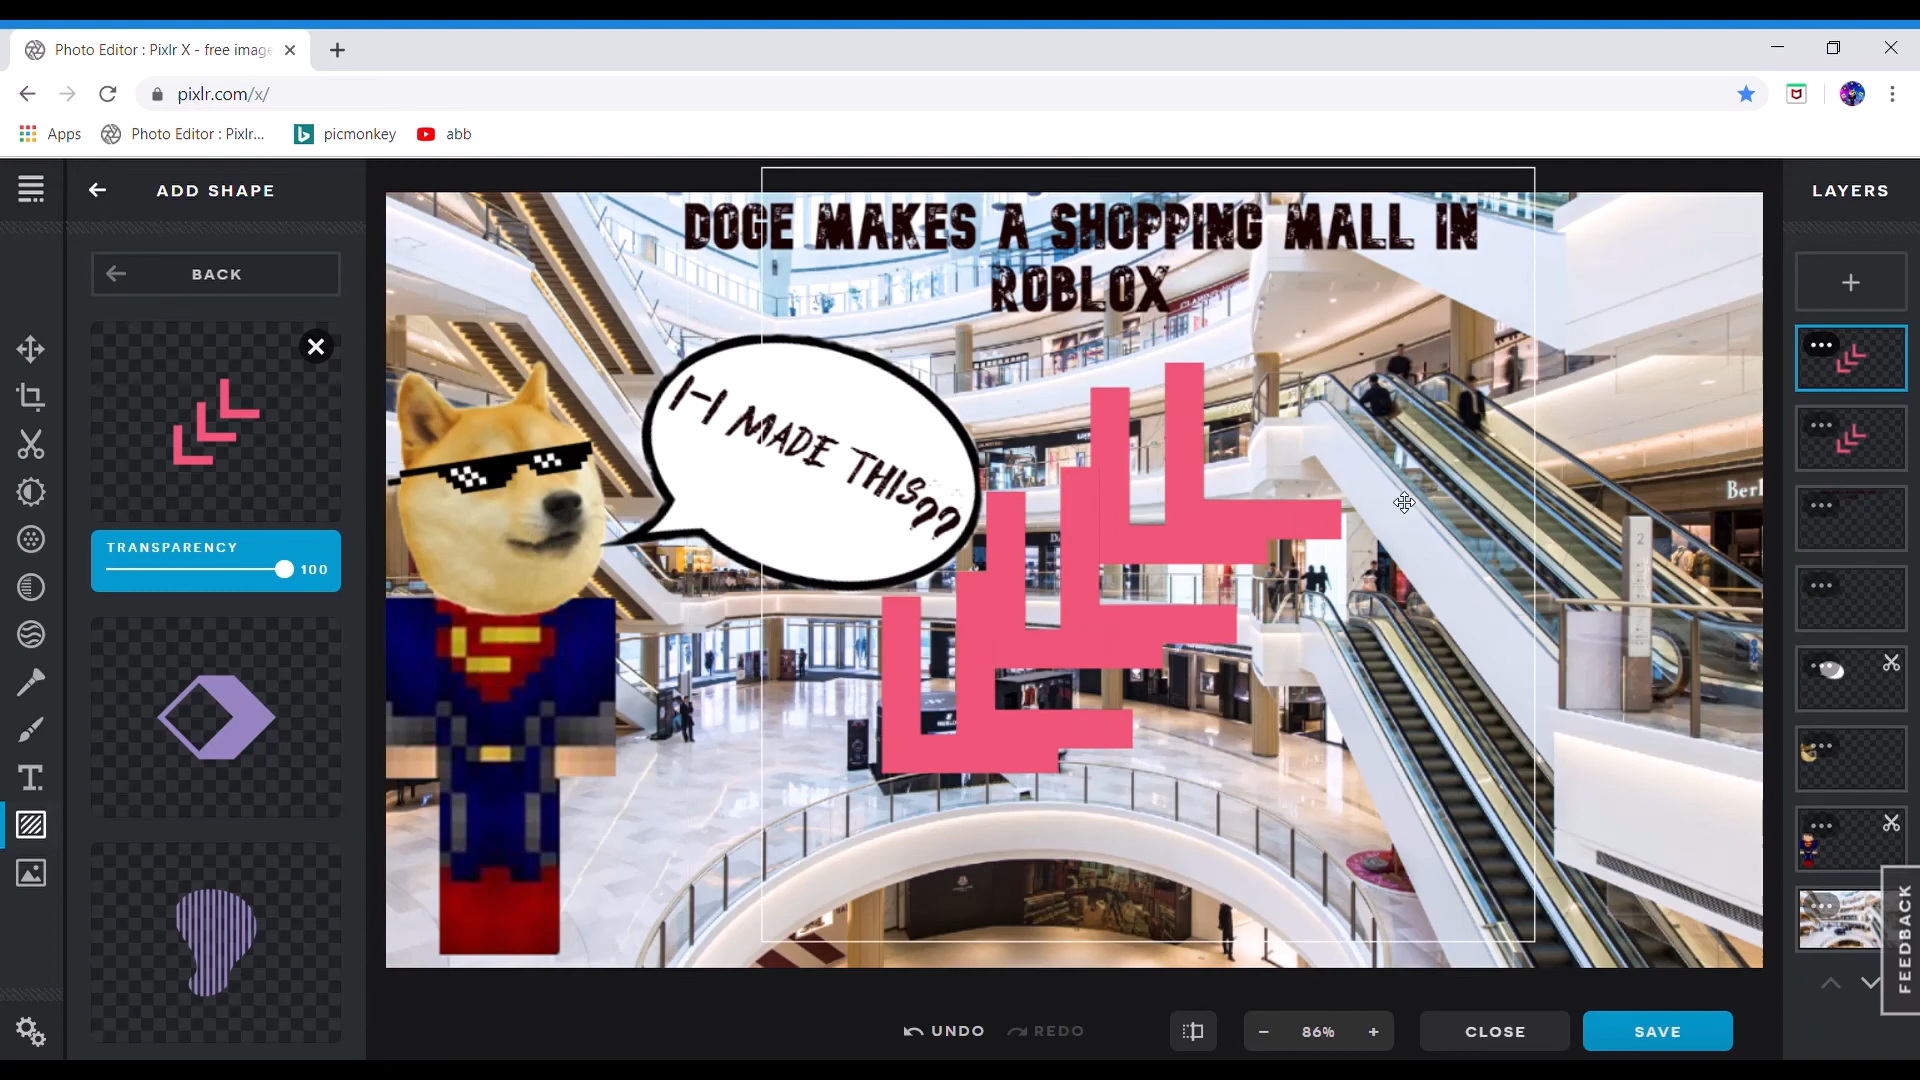 Photo Editor : Pixlr X - free image
pixlr.com/x/
Apps
Photo Editor : Pixlr...
picmonkey
abb
ADD SHAPE
LAYERS
BACK
TRANSPARENCY
100
DOGE MAKES A SHOPPING MALL IN
ROBLOX
I-I MADE THIS??
2
FEEDBACK
UNDO
REDO
86%
CLOSE
SAVE